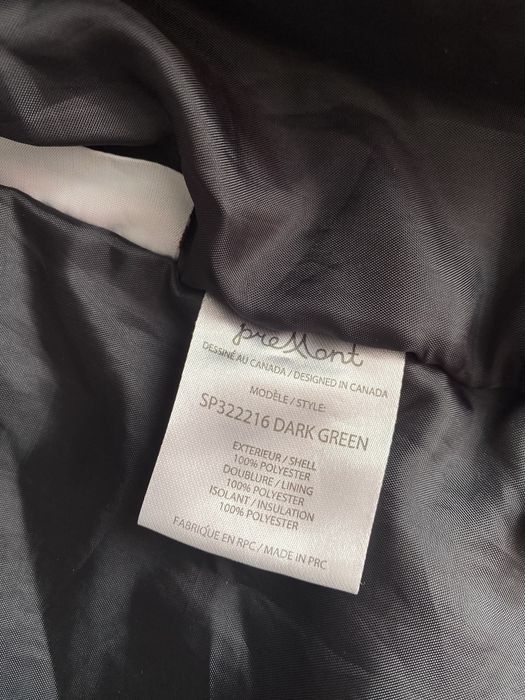 preMont
DESSINÉ AU CANADA / DESIGNED IN CANADA
MODÈLE / STYLE:
SP322216 DARK GREEN
EXTERIEUR / SHELL
100% POLYESTER
DOUBLURE / LINING
100% POLYESTER
ISOLANT / INSULATION
100% POLYESTER
FABRIQUE EN RPC / MADE IN PRC